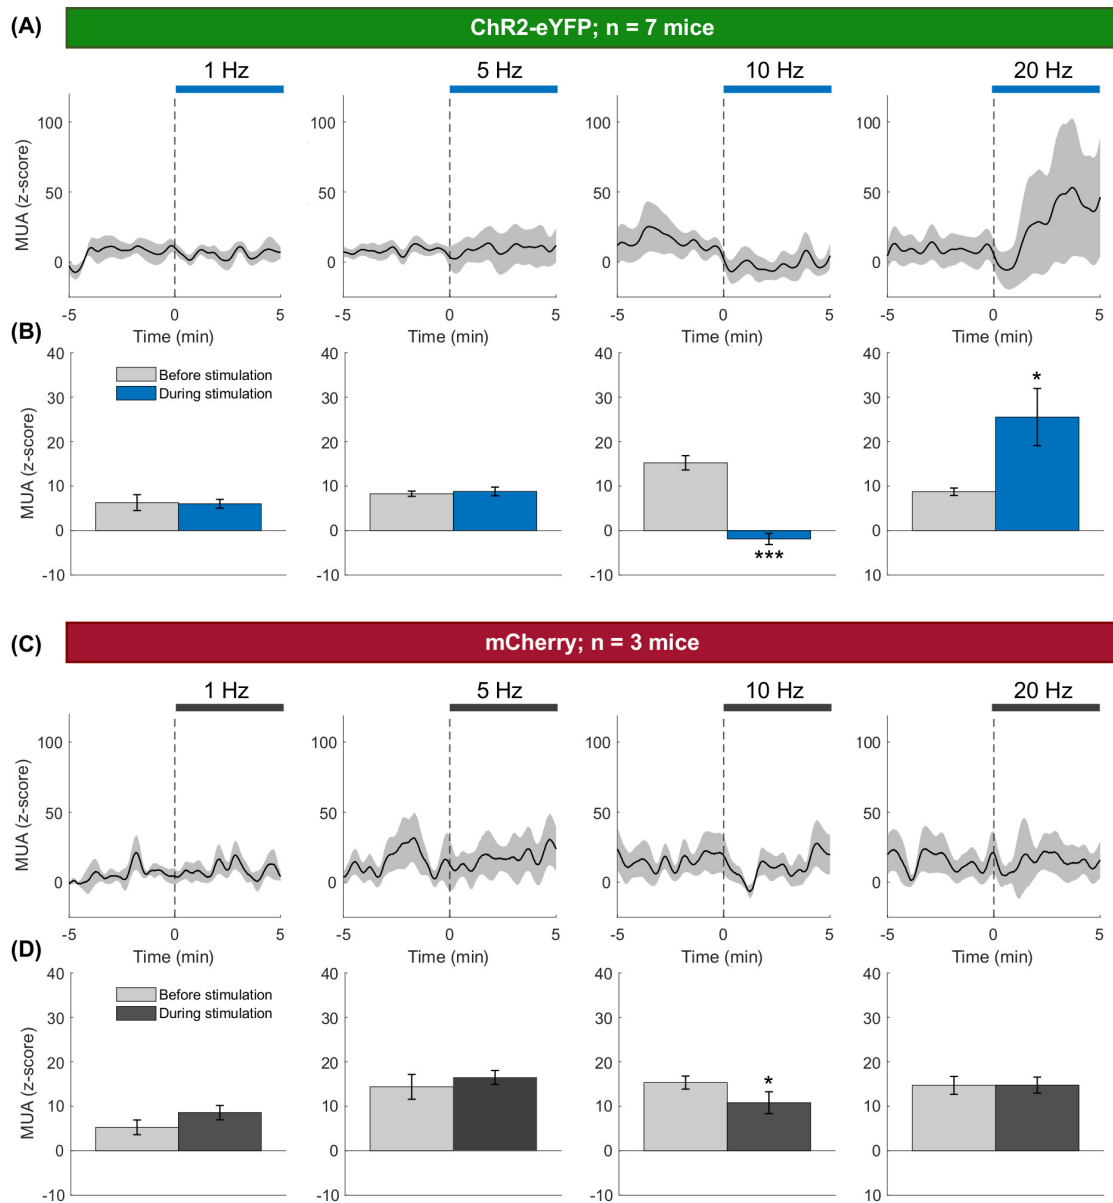 (A)
ChR2-eYFP; n = 7 mice
1 Hz 5 Hz 10 Hz 20 Hz
MUA (z-score)
100 100 100 100
50 50 50 50
0 0 0 0
-5 0 5 -5 0 5 -5 0 5 -5 0 5
Time (min) Time (min) Time (min) Time (min)
(B)
MUA (z-score)
40 40 40 40
Before stimulation
During stimulation
*
30 30 30 30
20 20 20 20
10 10 10 10
0 0 0 0
***
-10 -10 -10 10
(C)
mCherry; n = 3 mice
1 Hz 5 Hz 10 Hz 20 Hz
MUA (z-score)
100 100 100 100
50 50 50 50
0 0 0 0
-5 0 5 -5 0 5 -5 0 5 -5 0 5
Time (min) Time (min) Time (min) Time (min)
(D)
MUA (z-score)
40 40 40 40
Before stimulation
During stimulation
30 30 30 30
20 20 20 20
*
10 10 10 10
0 0 0 0
-10 -10 -10 10